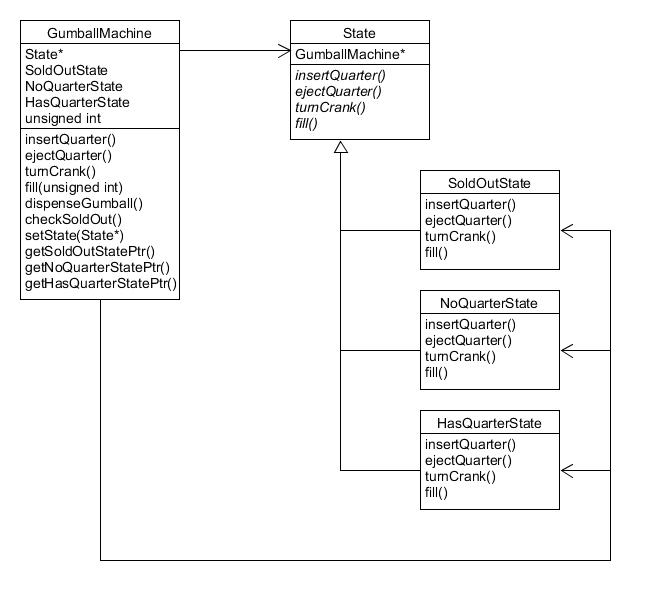 GumballMachine
State*
SoldOutState
NoQuarterState
HasQuarterState
unsigned int
insertQuarter()
ejectQuarter()
turnCrank()
fill(unsigned int)
dispenseGumball()
checkSoldOut()
setState(State*)
getSoldOutStatePtr()
getNoQuarterStatePtr()
getHasQuarterStatePtr()
State
GumballMachine*
insertQuarter()
ejectQuarter()
turnCrank()
fill()
SoldOutState
insertQuarter()
ejectQuarter()
turnCrank()
fill()
NoQuarterState
insertQuarter()
ejectQuarter()
turnCrank()
fill()
HasQuarterState
insertQuarter()
ejectQuarter()
turnCrank()
fill()